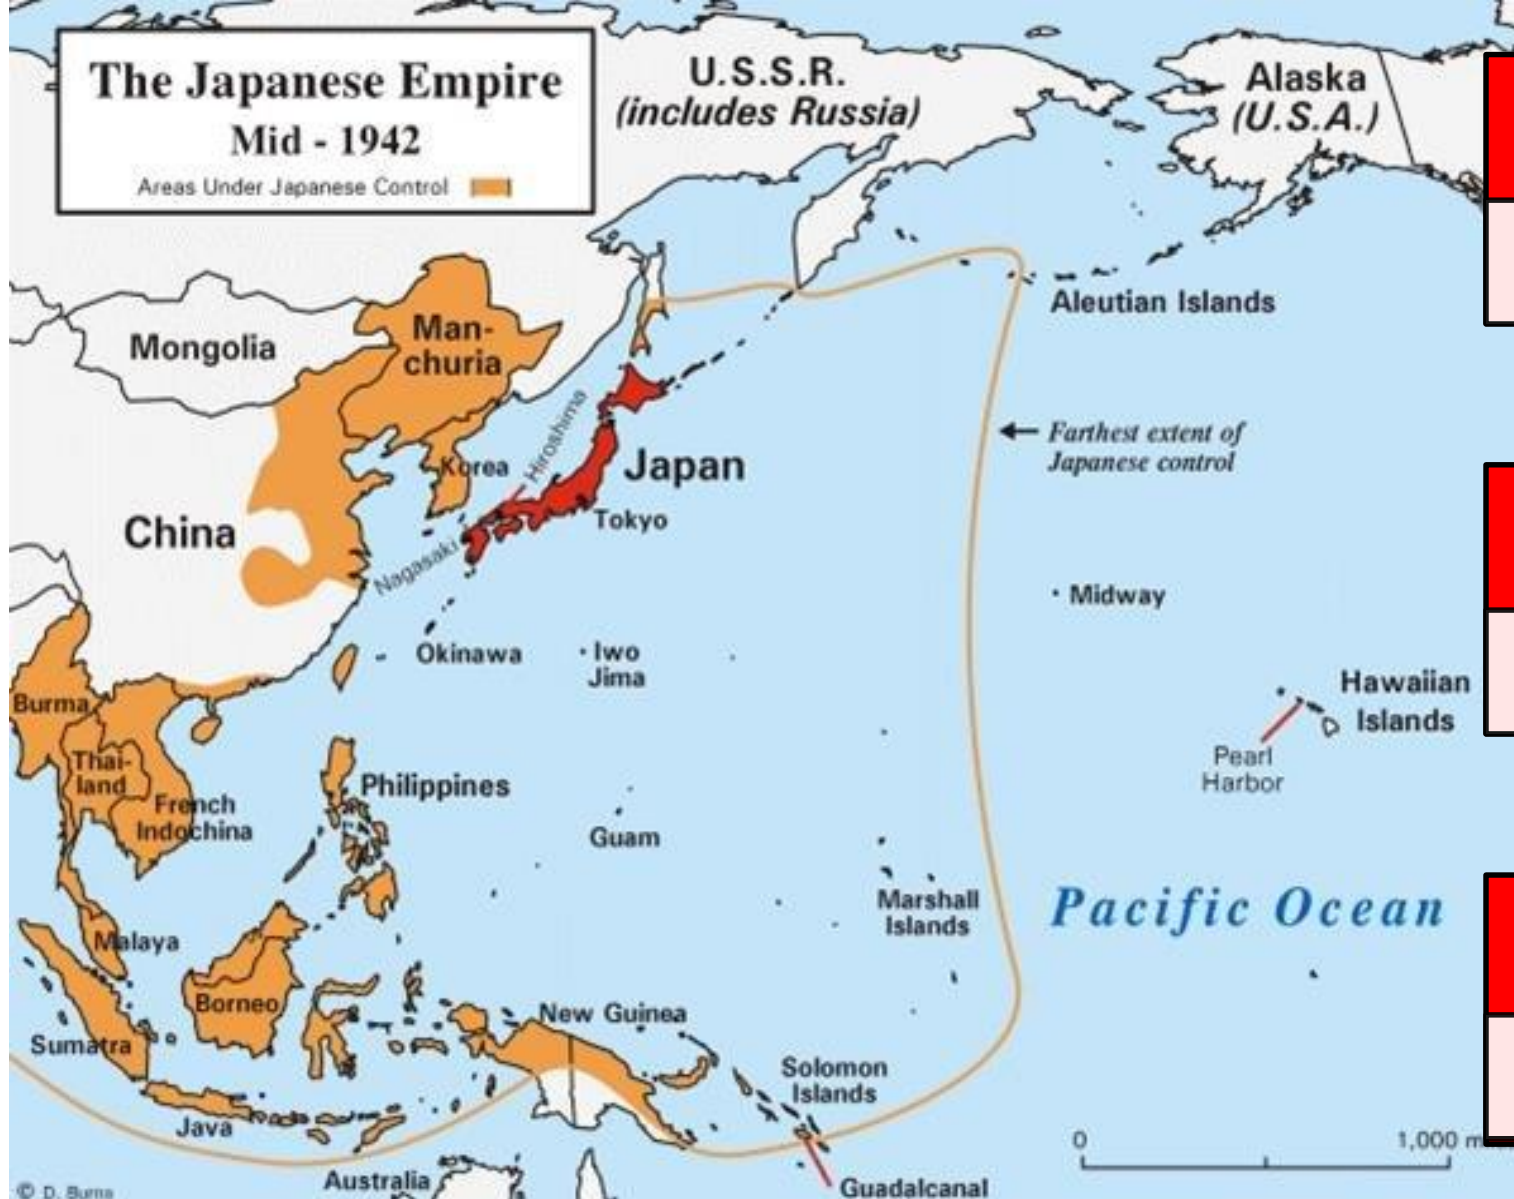 The Japanese Empire
Mid - 1942
Areas Under Japanese Control
U.S.S.R.
(includes Russia)
Alaska
(U.S.A.)
Aleutian Islands
Mongolia
Man-
churia
Farthest extent of
Japanese control
Hiroshima
Korea
Japan
Tokyo
China
Nagasaki
Midway
Okinawa
Iwo
Jima
Hawaiian
Islands
Pearl
Harbor
Burma
Thai-
land
French
Indochina
Philippines
Guam
Marshall
Islands
Pacific Ocean
Malaya
Borneo
Sumatra
New Guinea
Solomon
Islands
Java
0 1,000 m
Australia
Guadalcanal
© D. Burns